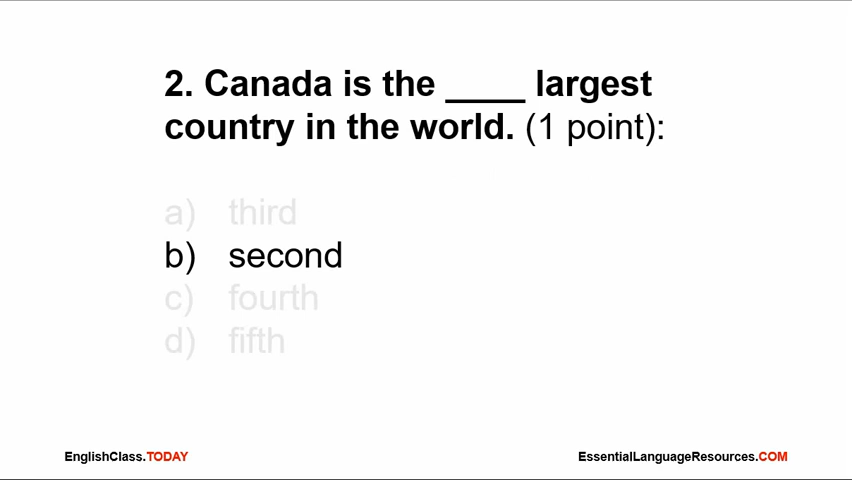 2. Canada is the ____ largest
country in the world. (1 point):
a) third
b) second
c) fourth
d) fifth
EnglishClass.TODAY
EssentialLanguageResources.COM